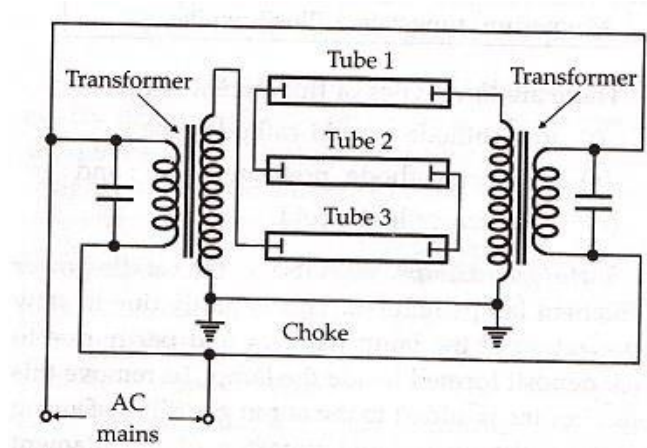 Transformer
Tube 1
Transformer
Tube 2
Tube 3
Choke
AC
mains